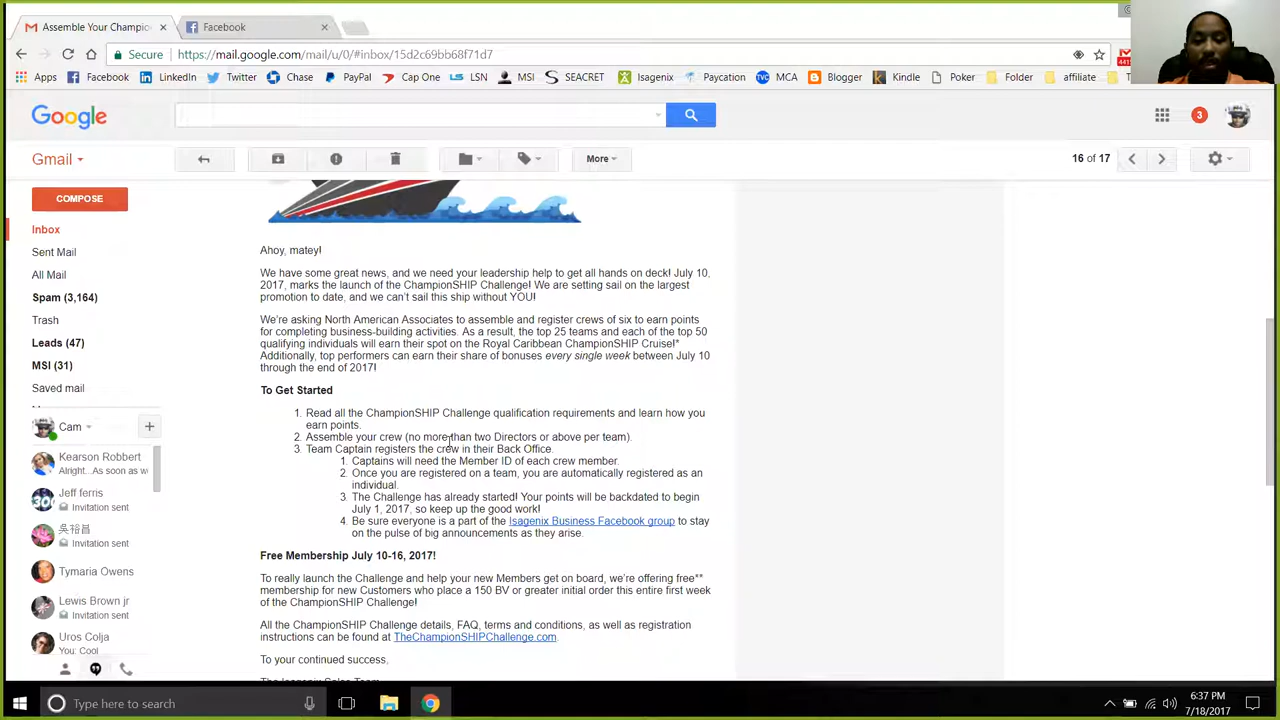 Assemble Your Champio
Facebook
Secure
https://mail.google.com/mail/u/0/#inbox/15d2c69bb68f71d7
Apps Facebook LinkedIn Twitter Chase PayPal Cap One LSN MSI SEACRET Isagenix Paycation MCA Blogger Kindle Poker Folder affiliate
Google
3
Gmail
More
16 of 17
COMPOSE
Inbox
Sent Mail
All Mail
Spam (3,164)
Trash
Leads (47)
MSI (31)
Saved mail
Cam
Kearson Robbert
Alright...As soon as w
Jeff ferris
Invitation sent
吳裕昌
Invitation sent
Tymaria Owens
Lewis Brown jr
Invitation sent
Uros Colja
You: Cool
Ahoy, matey!
We have some great news, and we need your leadership help to get all hands on deck! July 10,
2017, marks the launch of the ChampionSHIP Challenge! We are setting sail on the largest
promotion to date, and we can't sail this ship without YOU!
We're asking North American Associates to assemble and register crews of six to earn points
for completing business-building activities. As a result, the top 25 teams and each of the top 50
qualifying individuals will earn their spot on the Royal Caribbean ChampionSHIP Cruise!*
Additionally, top performers can earn their share of bonuses every single week between July 10
through the end of 2017!
To Get Started
1. Read all the ChampionSHIP Challenge qualification requirements and learn how you
earn points.
2. Assemble your crew (no more than two Directors or above per team).
3. Team Captain registers the crew in their Back Office.
1. Captains will need the Member ID of each crew member.
2. Once you are registered on a team, you are automatically registered as an
individual.
3. The Challenge has already started! Your points will be backdated to begin
July 1, 2017, so keep up the good work!
4. Be sure everyone is a part of the Isagenix Business Facebook group to stay
on the pulse of big announcements as they arise.
Free Membership July 10-16, 2017!
To really launch the Challenge and help your new Members get on board, we're offering free**
membership for new Customers who place a 150 BV or greater initial order this entire first week
of the ChampionSHIP Challenge!
All the ChampionSHIP Challenge details, FAQ, terms and conditions, as well as registration
instructions can be found at TheChampionSHIPChallenge.com.
To your continued success,
Type here to search
6:37 PM
7/18/2017